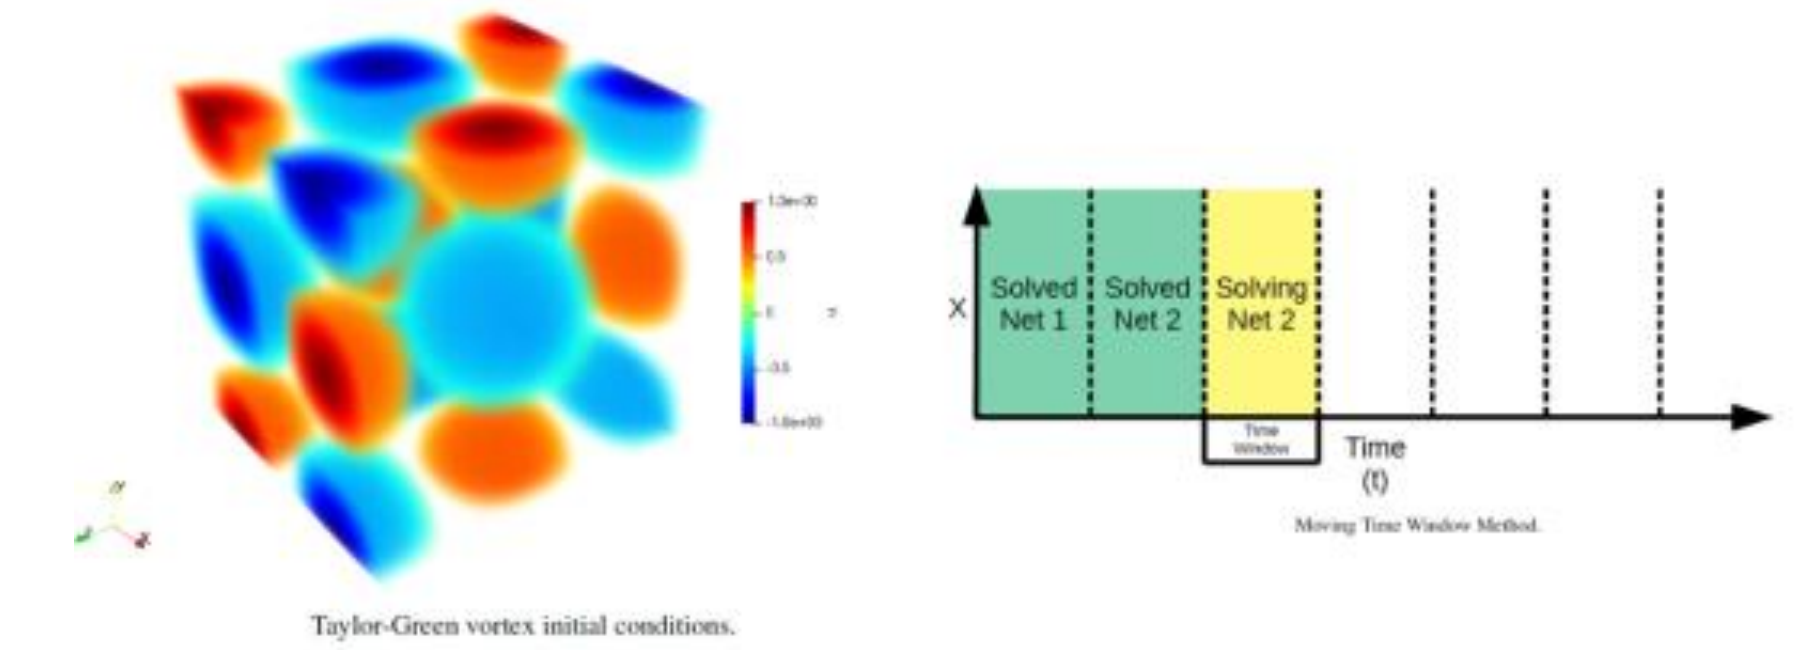 1.0e+00
0.5
0
-0.5
-1.0e+00
Taylor-Green vortex initial conditions.
X
Solved
Net 1
Solved
Net 2
Solving
Net 2
Time
Window
Time
(t)
Moving Time Window Method.